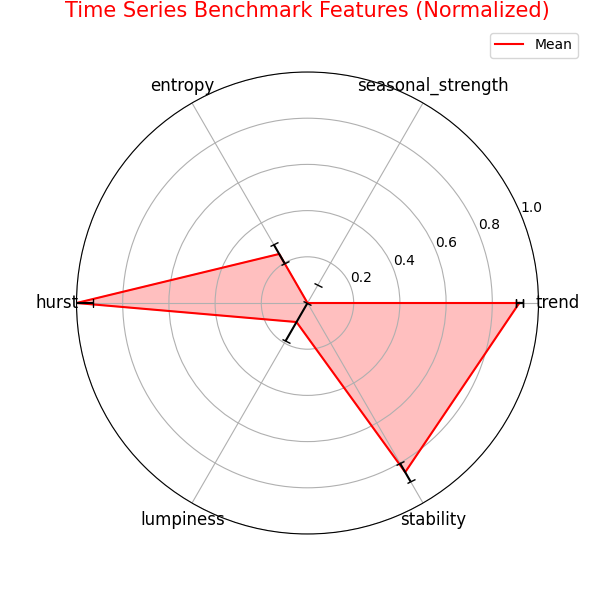 Time Series Benchmark Features (Normalized)
Mean
entropy
seasonal_strength
1.0
0.8
0.6
0.4
0.2
hurst
trend
lumpiness
stability